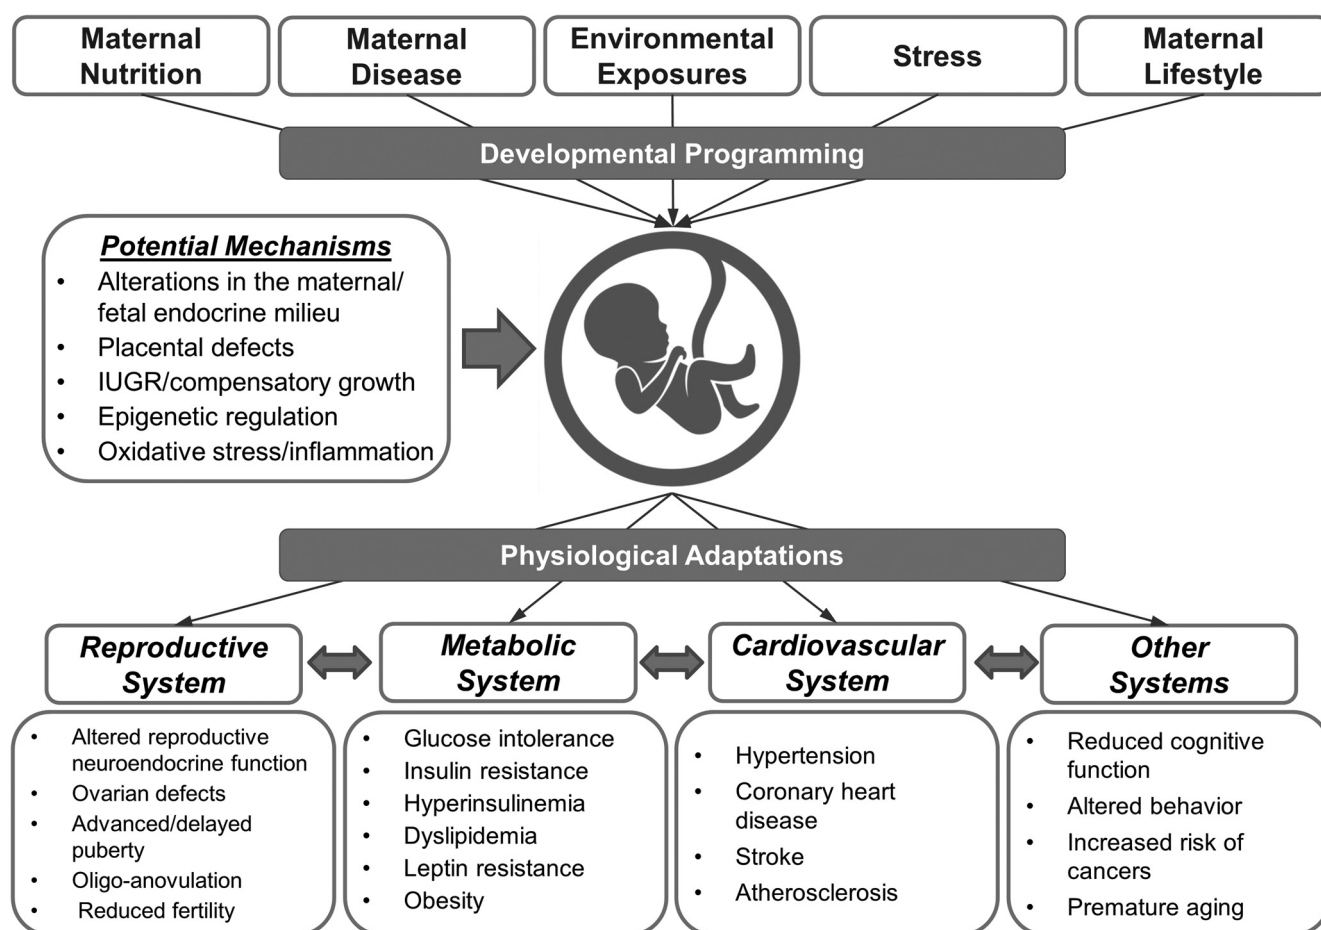 Maternal
Nutrition
Maternal
Disease
Environmental
Exposures
Stress
Maternal
Lifestyle
Developmental Programming
Potential Mechanisms
• Alterations in the maternal/
fetal endocrine milieu
• Placental defects
• IUGR/compensatory growth
• Epigenetic regulation
• Oxidative stress/inflammation
Physiological Adaptations
Reproductive
System
• Altered reproductive
neuroendocrine function
• Ovarian defects
• Advanced/delayed
puberty
• Oligo-anovulation
• Reduced fertility
Metabolic
System
• Glucose intolerance
• Insulin resistance
• Hyperinsulinemia
• Dyslipidemia
• Leptin resistance
• Obesity
Cardiovascular
System
• Hypertension
• Coronary heart
disease
• Stroke
• Atherosclerosis
Other
Systems
• Reduced cognitive
function
• Altered behavior
• Increased risk of
cancers
• Premature aging